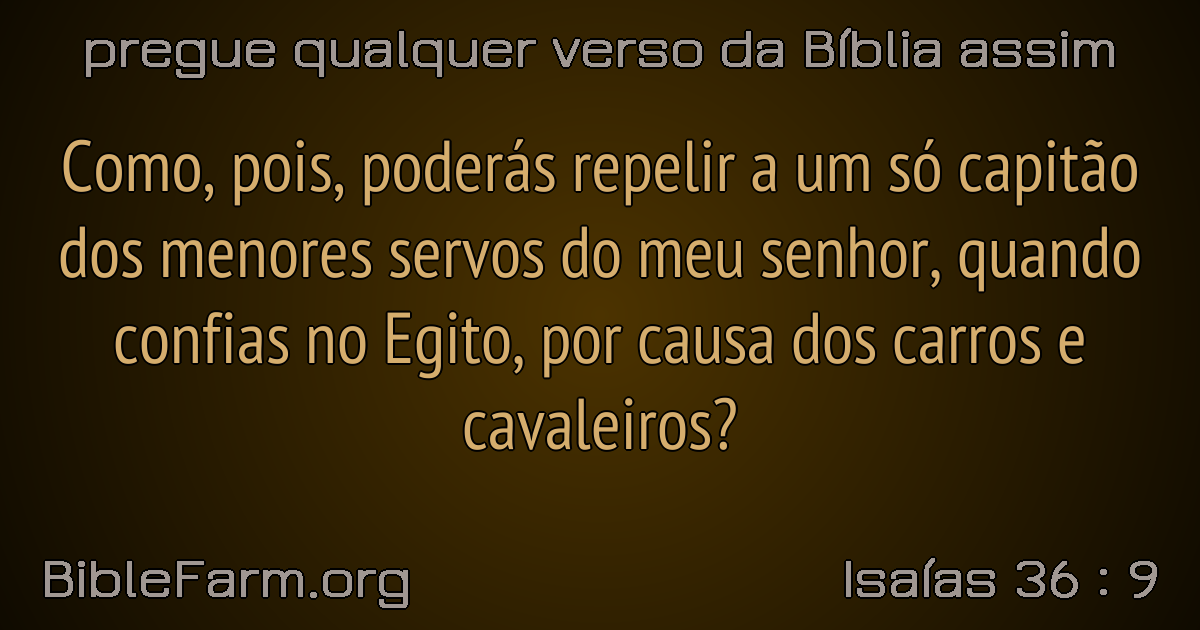 pregue qualquer verso da Bíblia assim
Como, pois, poderás repelir a um só capitão
dos menores servos do meu senhor, quando
confias no Egito, por causa dos carros e
cavaleiros?
BibleFarm.org
Isaías 36 : 9